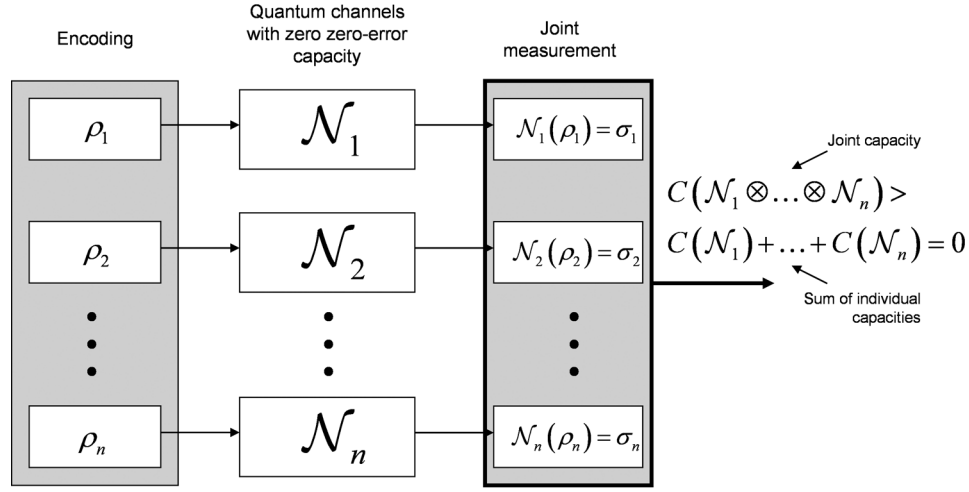 Encoding
Quantum channels
with zero zero-error
capacity
Joint
measurement
ρ₁
𝒩₁
𝒩₁(ρ₁)=σ₁
Joint capacity
C(𝒩₁⊗…⊗𝒩ₙ)>
ρ₂
𝒩₂
𝒩₂(ρ₂)=σ₂
C(𝒩₁)+…+C(𝒩ₙ)=0
Sum of individual
capacities
ρₙ
𝒩ₙ
𝒩ₙ(ρₙ)=σₙ